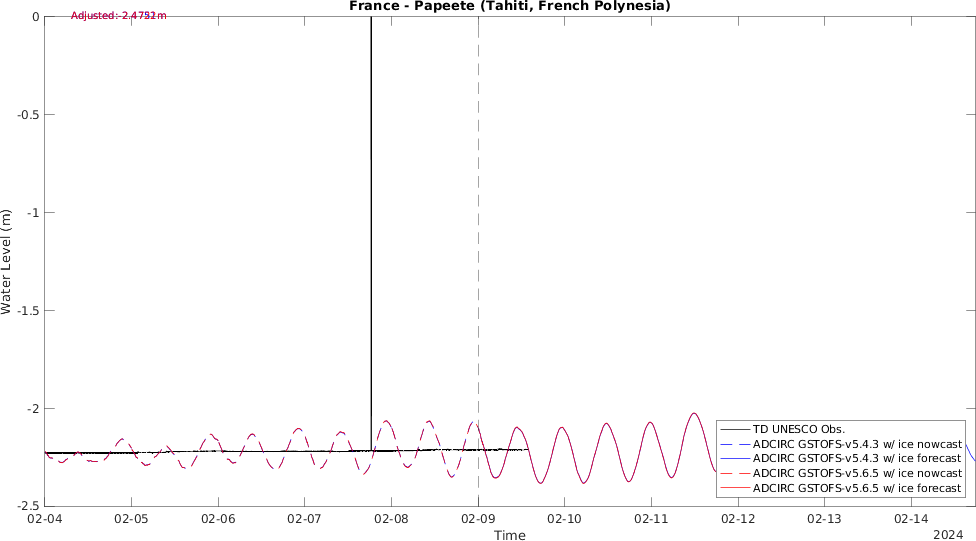 France - Papeete (Tahiti, French Polynesia)
Adjusted:
0
-0.5
-1
-1.5
-2
-2.5
Water Level (m)
TD UNESCO Obs.
ADCIRC GSTOFS-v5.4.3 w/ ice nowcast
ADCIRC GSTOFS-v5.4.3 w/ ice forecast
ADCIRC GSTOFS-v5.6.5 w/ ice nowcast
ADCIRC GSTOFS-v5.6.5 w/ ice forecast
02-04 02-05 02-06 02-07 02-08 02-09 02-10 02-11 02-12 02-13 02-14
Time
2024